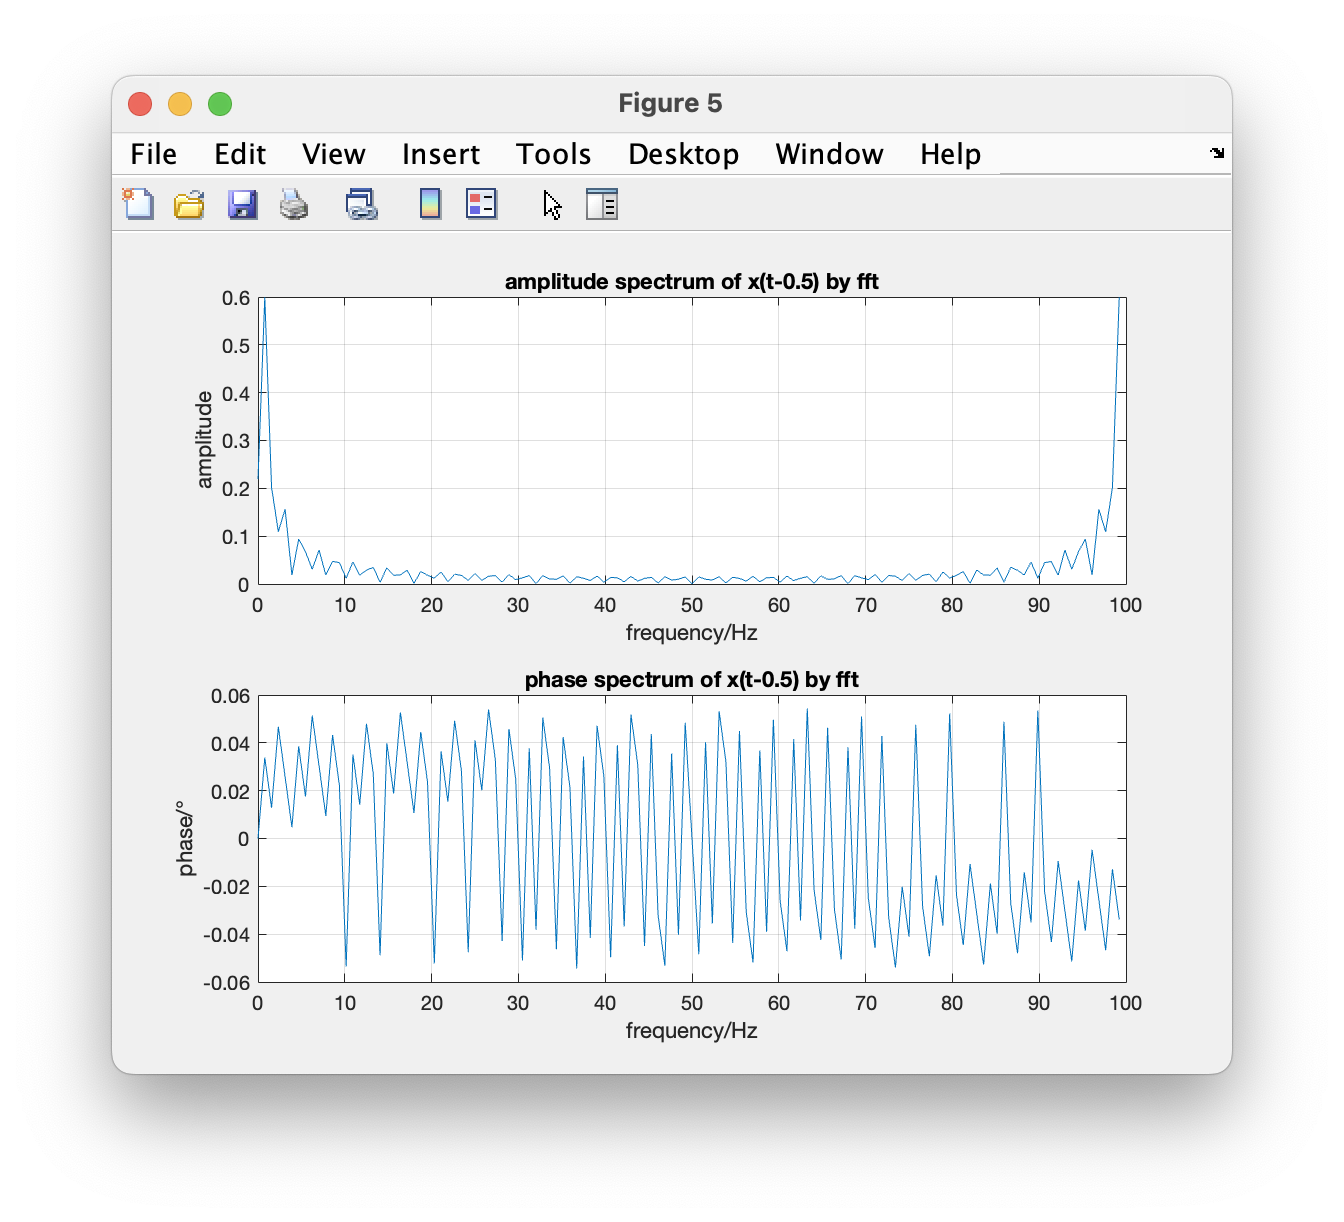 Figure 5
File Edit View Insert Tools Desktop Window Help
amplitude spectrum of x(t-0.5) by fft
0.6
0.5
0.4
0.3
0.2
0.1
0
amplitude
0 10 20 30 40 50 60 70 80 90 100
frequency/Hz
phase spectrum of x(t-0.5) by fft
0.06
0.04
0.02
0
-0.02
-0.04
-0.06
phase/°
0 10 20 30 40 50 60 70 80 90 100
frequency/Hz